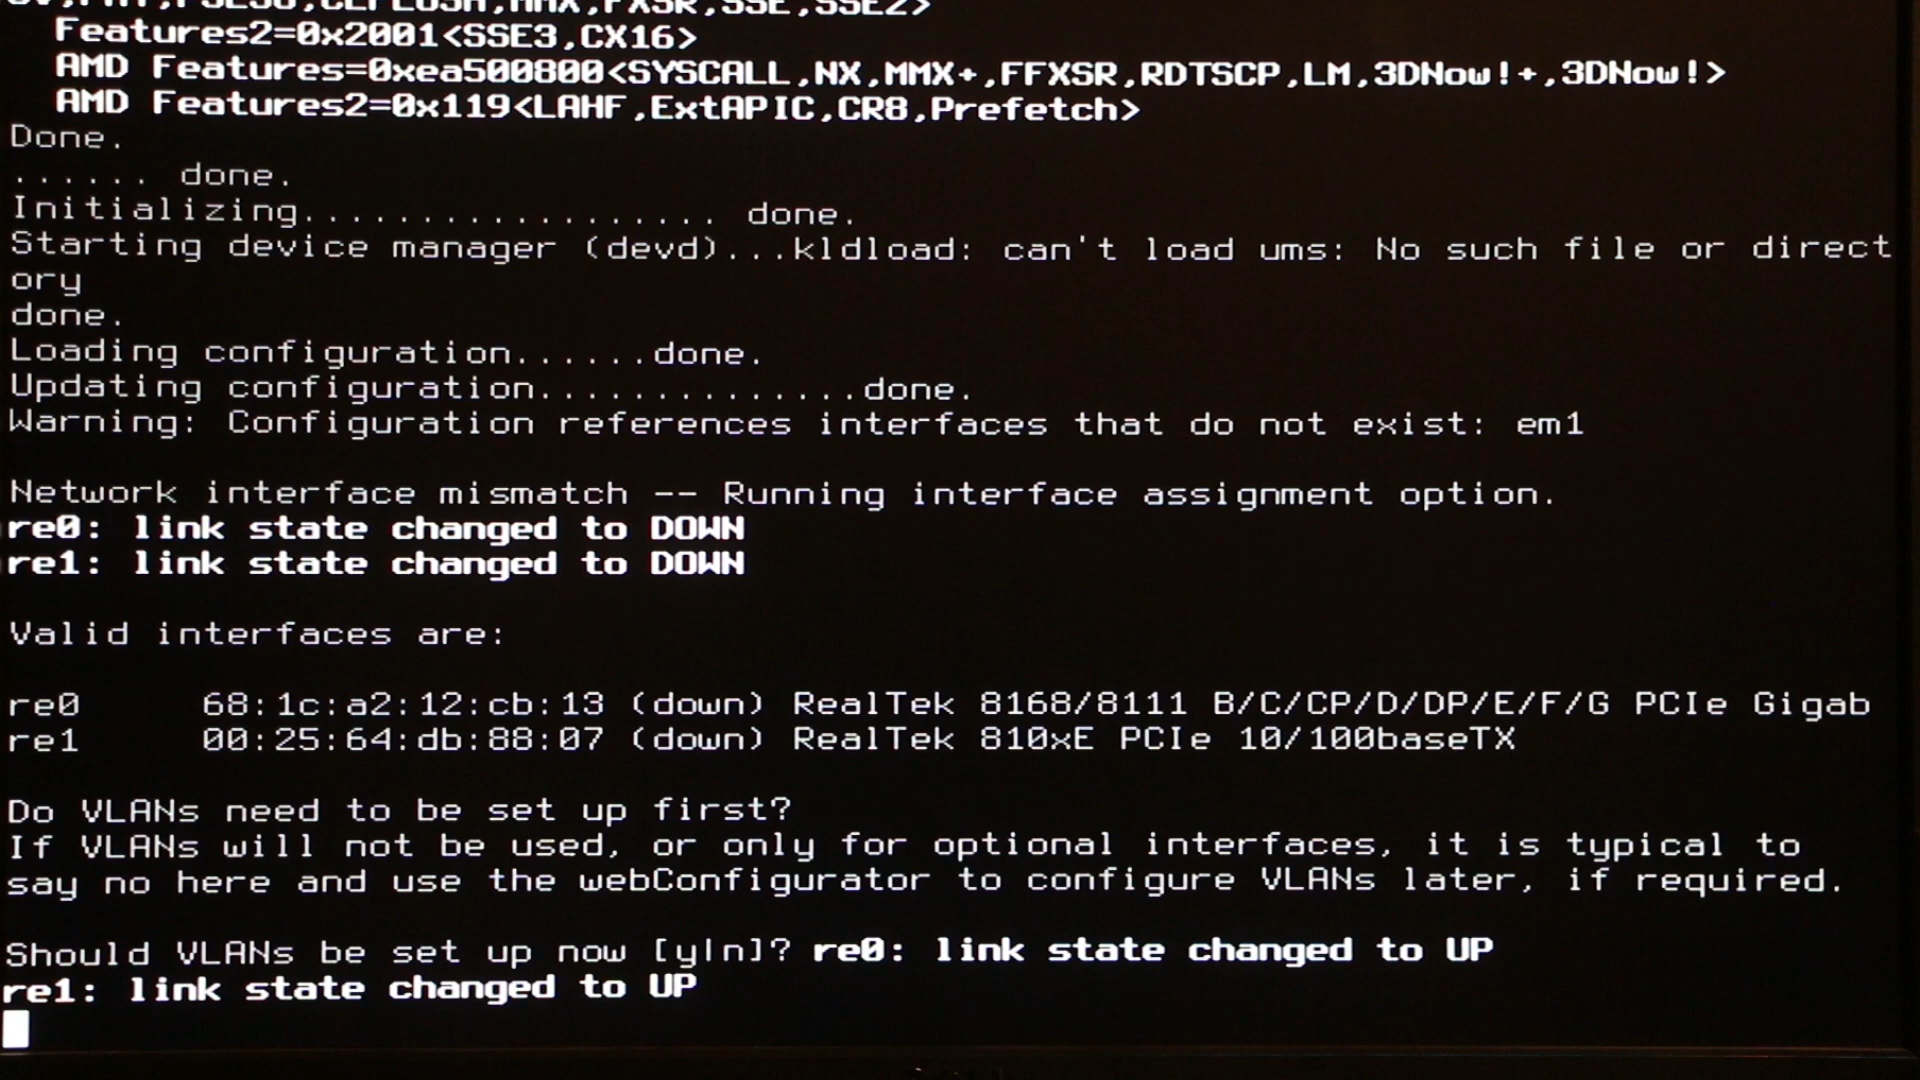 FXSR,SSE,SSE2>
Features2=0x2001<SSE3,CX16>
AMD Features=0xea500800<SYSCALL,NX,MMX+,FFXSR,RDTSCP,LM,3DNow!+,3DNow!>
AMD Features2=0x119<LAHF,ExtAPIC,CR8,Prefetch>
Done.
...... done.
Initializing.................. done.
Starting device manager (devd)...kldload: can't load ums: No such file or direct
ory
done.
Loading configuration......done.
Updating configuration..............done.
Warning: Configuration references interfaces that do not exist: em1
Network interface mismatch -- Running interface assignment option.
re0: link state changed to DOWN
re1: link state changed to DOWN
Valid interfaces are:
re0 68:1c:a2:12:cb:13 (down) RealTek 8168/8111 B/C/CP/D/DP/E/F/G PCIe Gigab
re1 00:25:64:db:88:07 (down) RealTek 810xE PCIe 10/100baseTX
Do VLANs need to be set up first?
If VLANs will not be used, or only for optional interfaces, it is typical to
say no here and use the webConfigurator to configure VLANs later, if required.
Should VLANs be set up now [y|n]? re0: link state changed to UP
re1: link state changed to UP